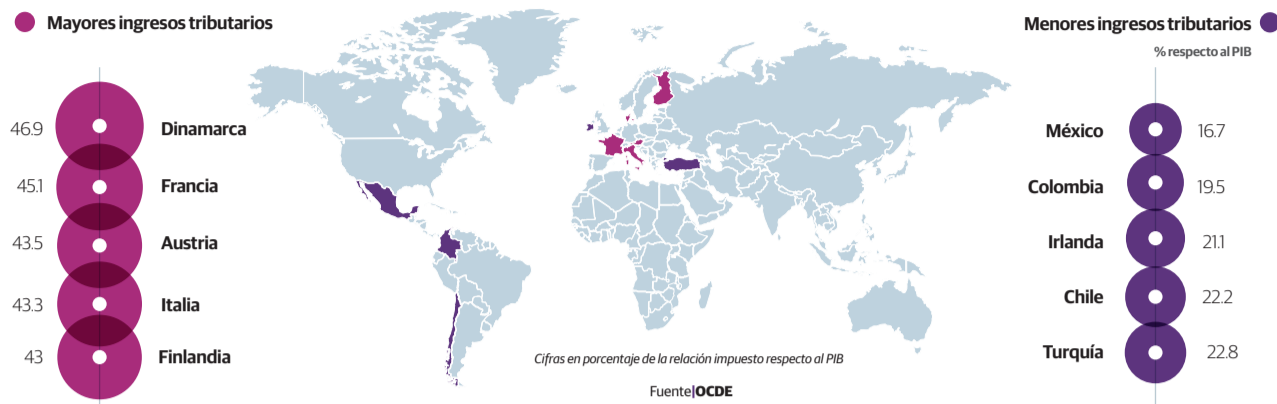 Mayores ingresos tributarios
46.9 Dinamarca
45.1 Francia
43.5 Austria
43.3 Italia
43 Finlandia
Cifras en porcentaje de la relación impuesto respecto al PIB
Fuente|OCDE
Menores ingresos tributarios
% respecto al PIB
México 16.7
Colombia 19.5
Irlanda 21.1
Chile 22.2
Turquía 22.8